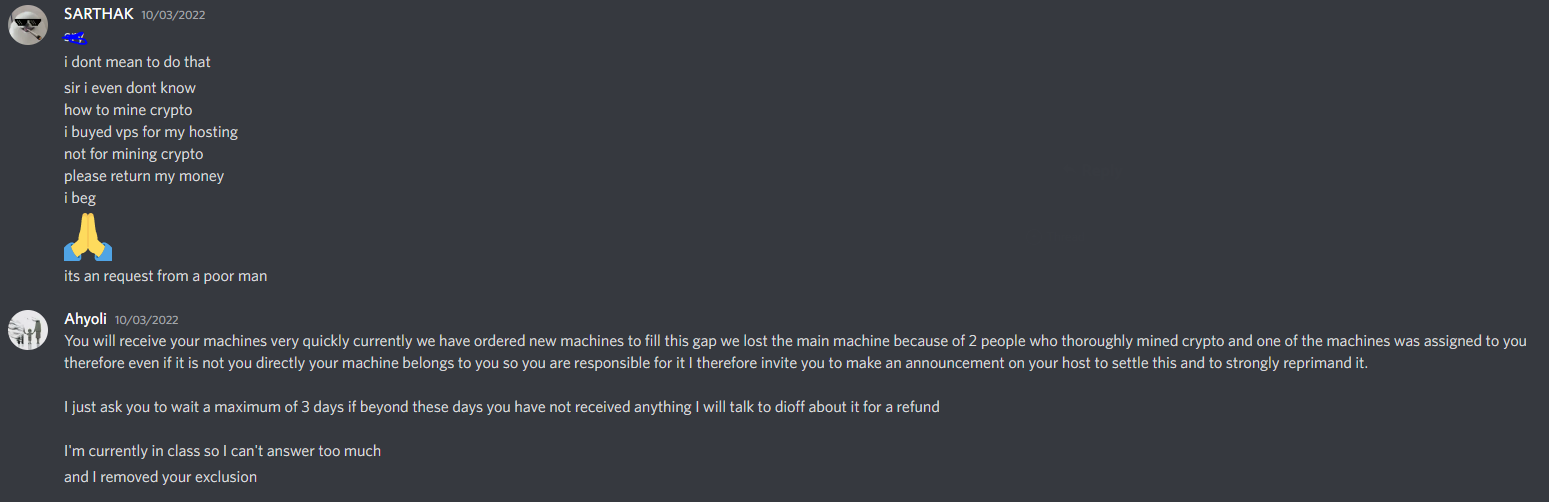 SARTHAK 10/03/2022
i dont mean to do that
sir i even dont know
how to mine crypto
i buyed vps for my hosting
not for mining crypto
please return my money
i beg
its an request from a poor man
Ahyoli 10/03/2022
You will receive your machines very quickly currently we have ordered new machines to fill this gap we lost the main machine because of 2 people who thoroughly mined crypto and one of the machines was assigned to you
therefore even if it is not you directly your machine belongs to you so you are responsible for it I therefore invite you to make an announcement on your host to settle this and to strongly reprimand it.
I just ask you to wait a maximum of 3 days if beyond these days you have not received anything I will talk to dioff about it for a refund
I'm currently in class so I can't answer too much
and I removed your exclusion